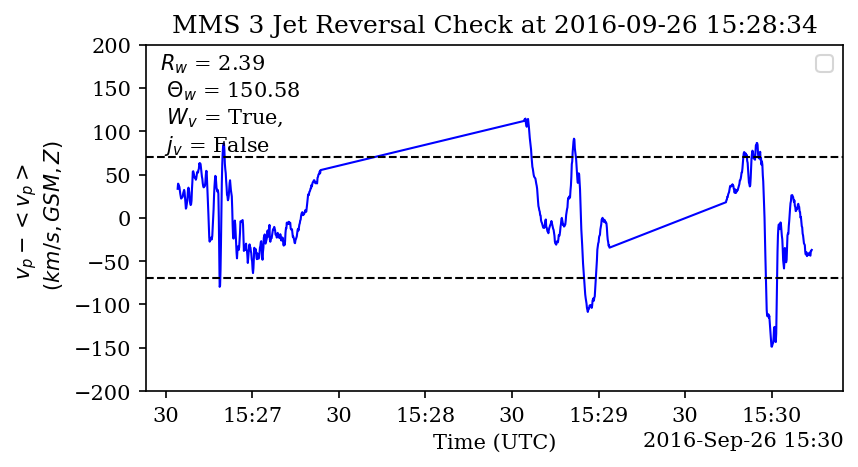 MMS 3 Jet Reversal Check at 2016-09-26 15:28:34
R_w = 2.39
Θ_w = 150.58
W_v = True,
j_v = False
v_p − < v_p >
(km/s, GSM, Z)
200
150
100
50
0
−50
−100
−150
−200
30 15:27 30 15:28 30 15:29 30 15:30
Time (UTC)
2016-Sep-26 15:30